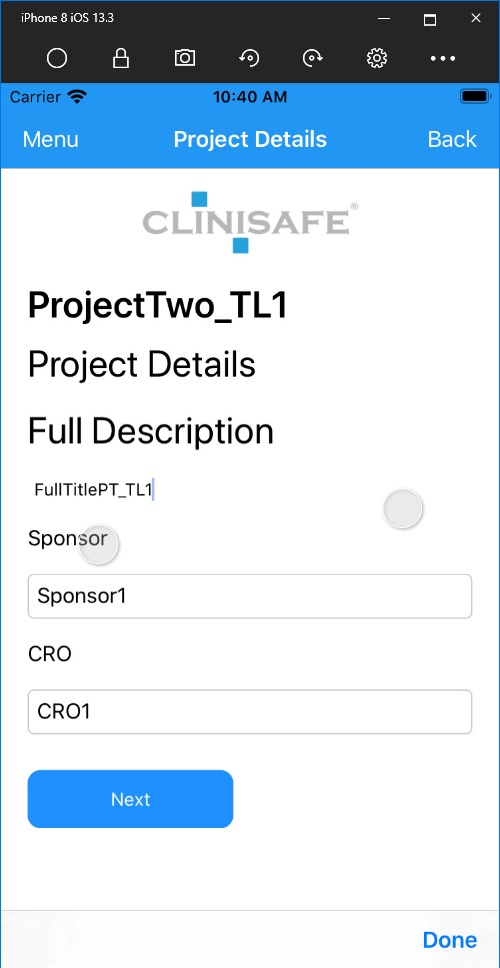 iPhone 8 iOS 13.3
Carrier 10:40 AM
Menu Project Details Back
CLINISAFE®
ProjectTwo_TL1
Project Details
Full Description
FullTitlePT_TL1
Sponsor
Sponsor1
CRO
CRO1
Next
Done